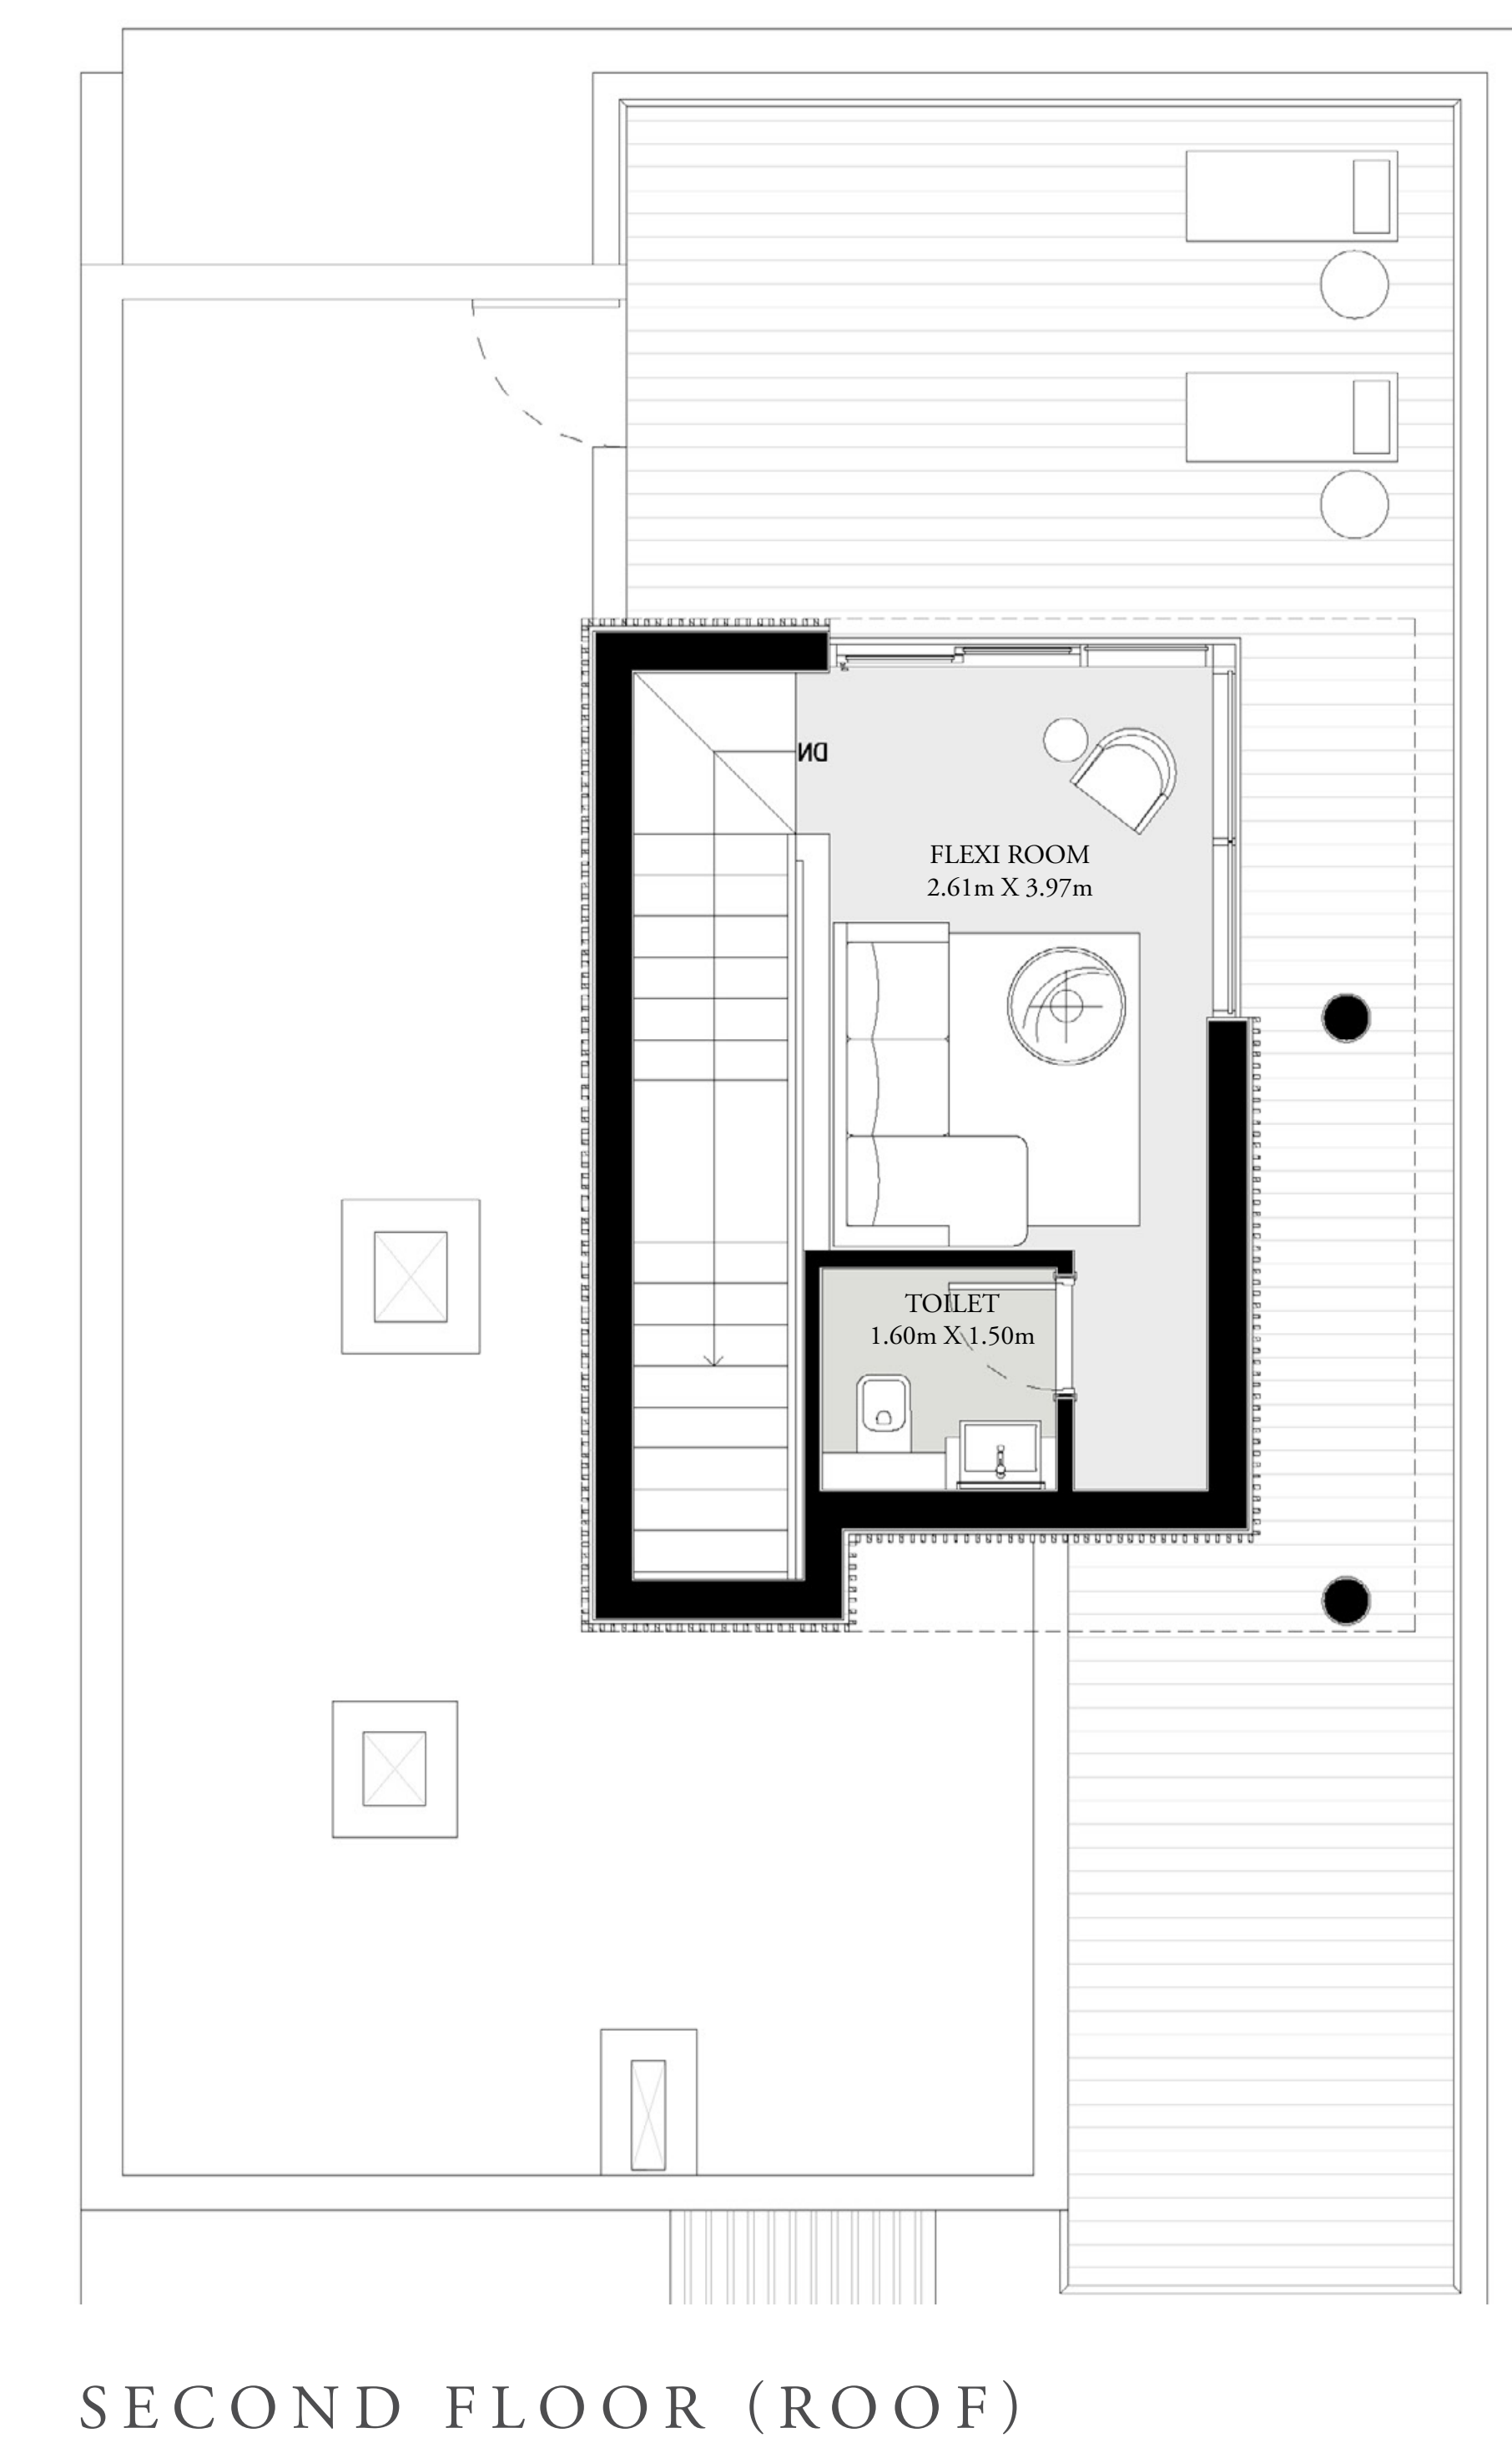 DN
FLEXI ROOM
2.61m X 3.97m
TOILET
1.60m X 1.50m
SECOND FLOOR (ROOF)